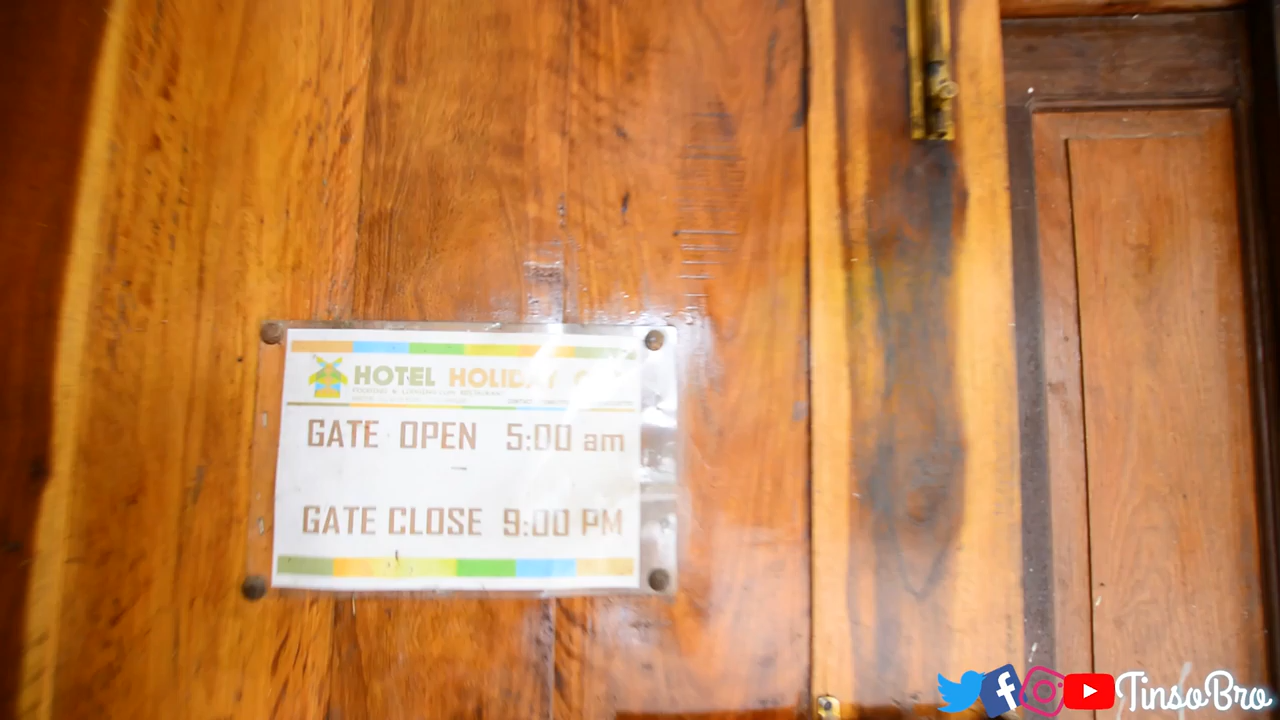 HOTEL HOLIDAY
GATE OPEN 5:00 am
GATE CLOSE 9:00 PM
TinsoBro